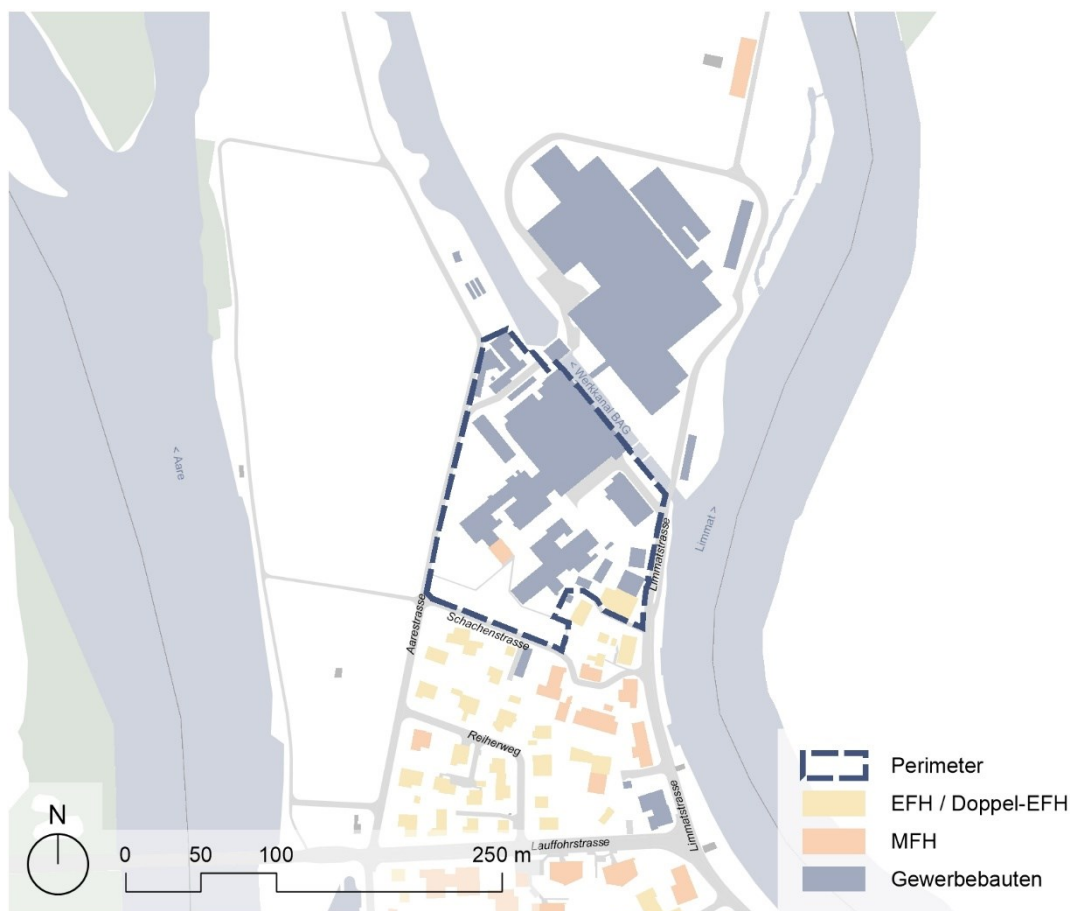 < Werkkanal BAG
< Aare
Limmat >
Limmatstrasse
Aarestrasse
Schachenstrasse
Reiherweg
Limmatstrasse
Lauffohrstrasse
Perimeter
EFH / Doppel-EFH
MFH
Gewerbebauten
N
0 50 100 250 m